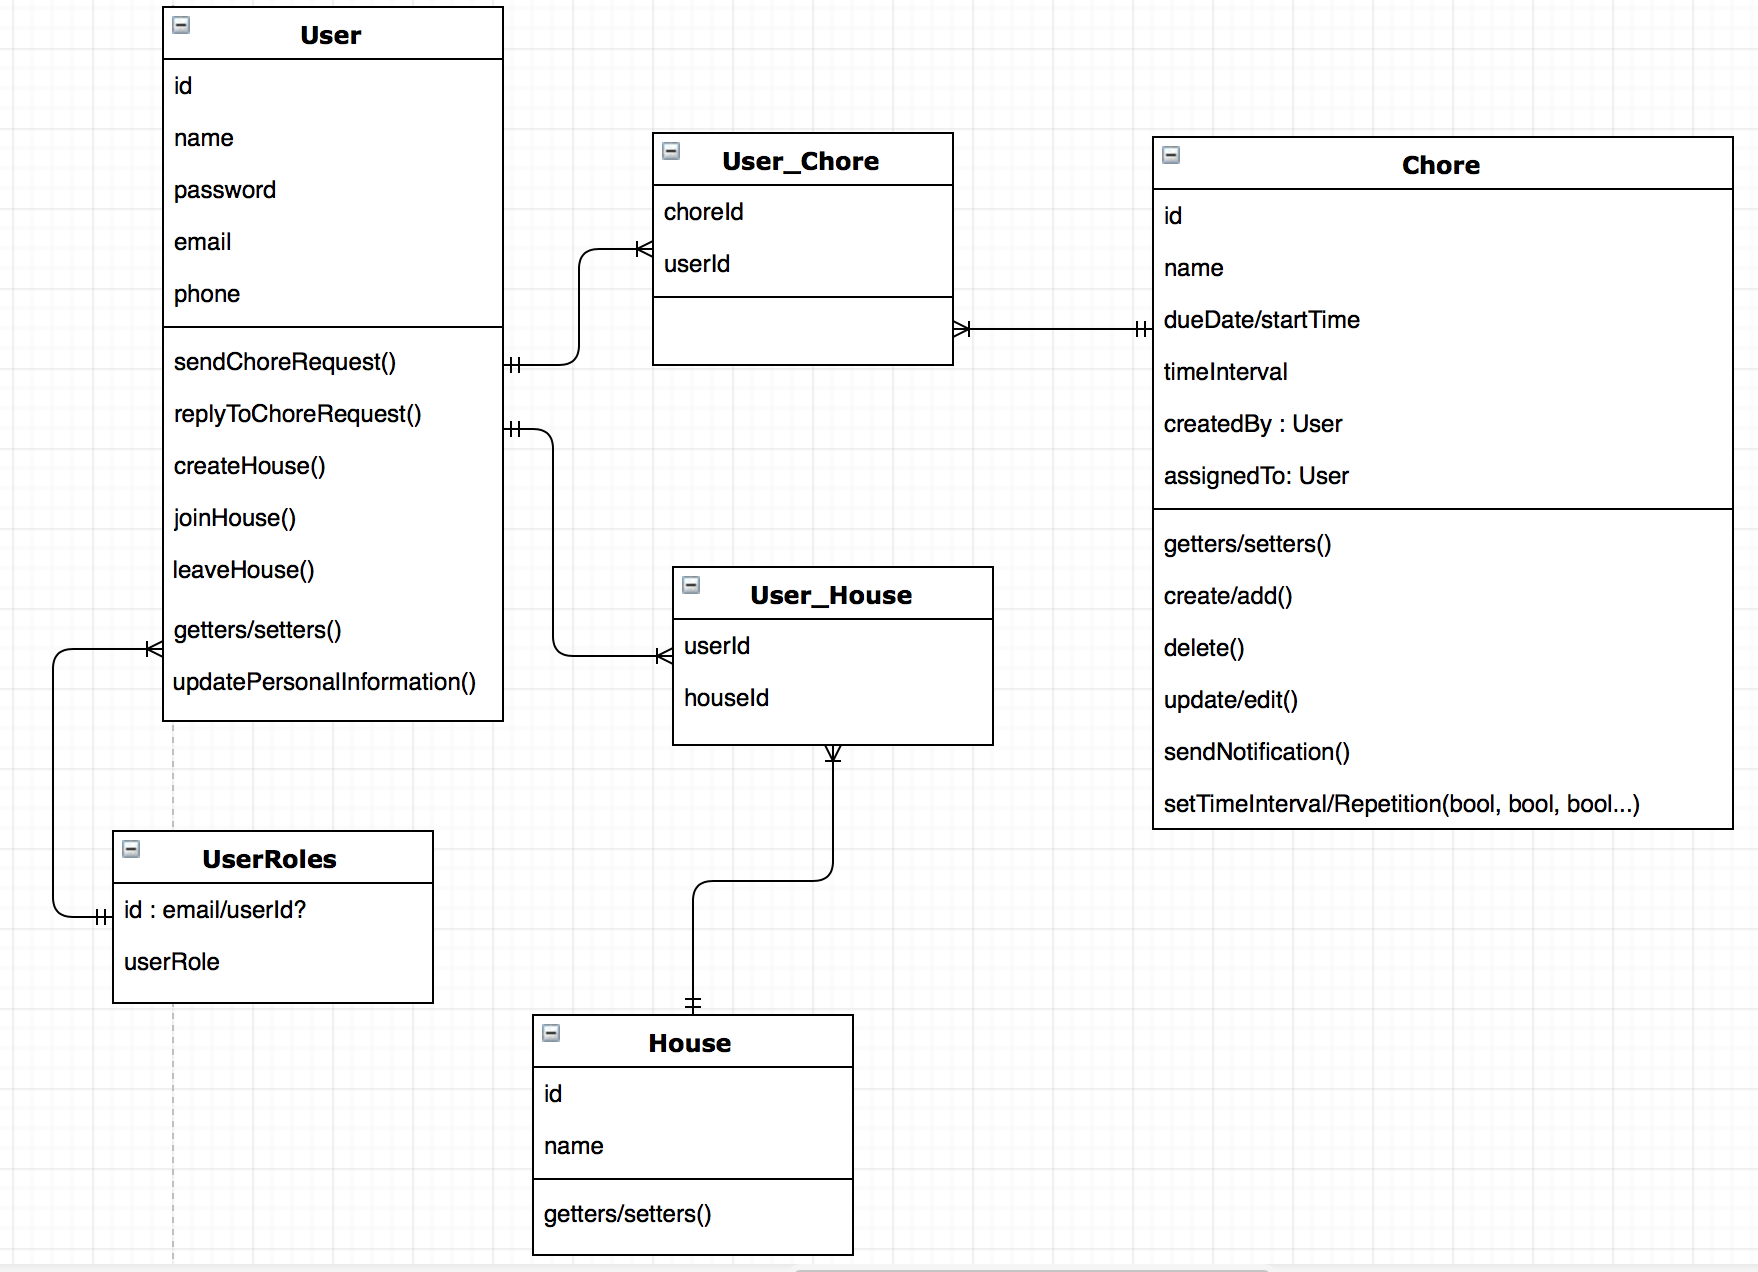 User
id
name
password
email
phone
sendChoreRequest()
replyToChoreRequest()
createHouse()
joinHouse()
leaveHouse()
getters/setters()
updatePersonalInformation()
User_Chore
choreId
userId
Chore
id
name
dueDate/startTime
timeInterval
createdBy : User
assignedTo: User
getters/setters()
create/add()
delete()
update/edit()
sendNotification()
setTimeInterval/Repetition(bool, bool, bool...)
User_House
userId
houseId
UserRoles
id : email/userId?
userRole
House
id
name
getters/setters()